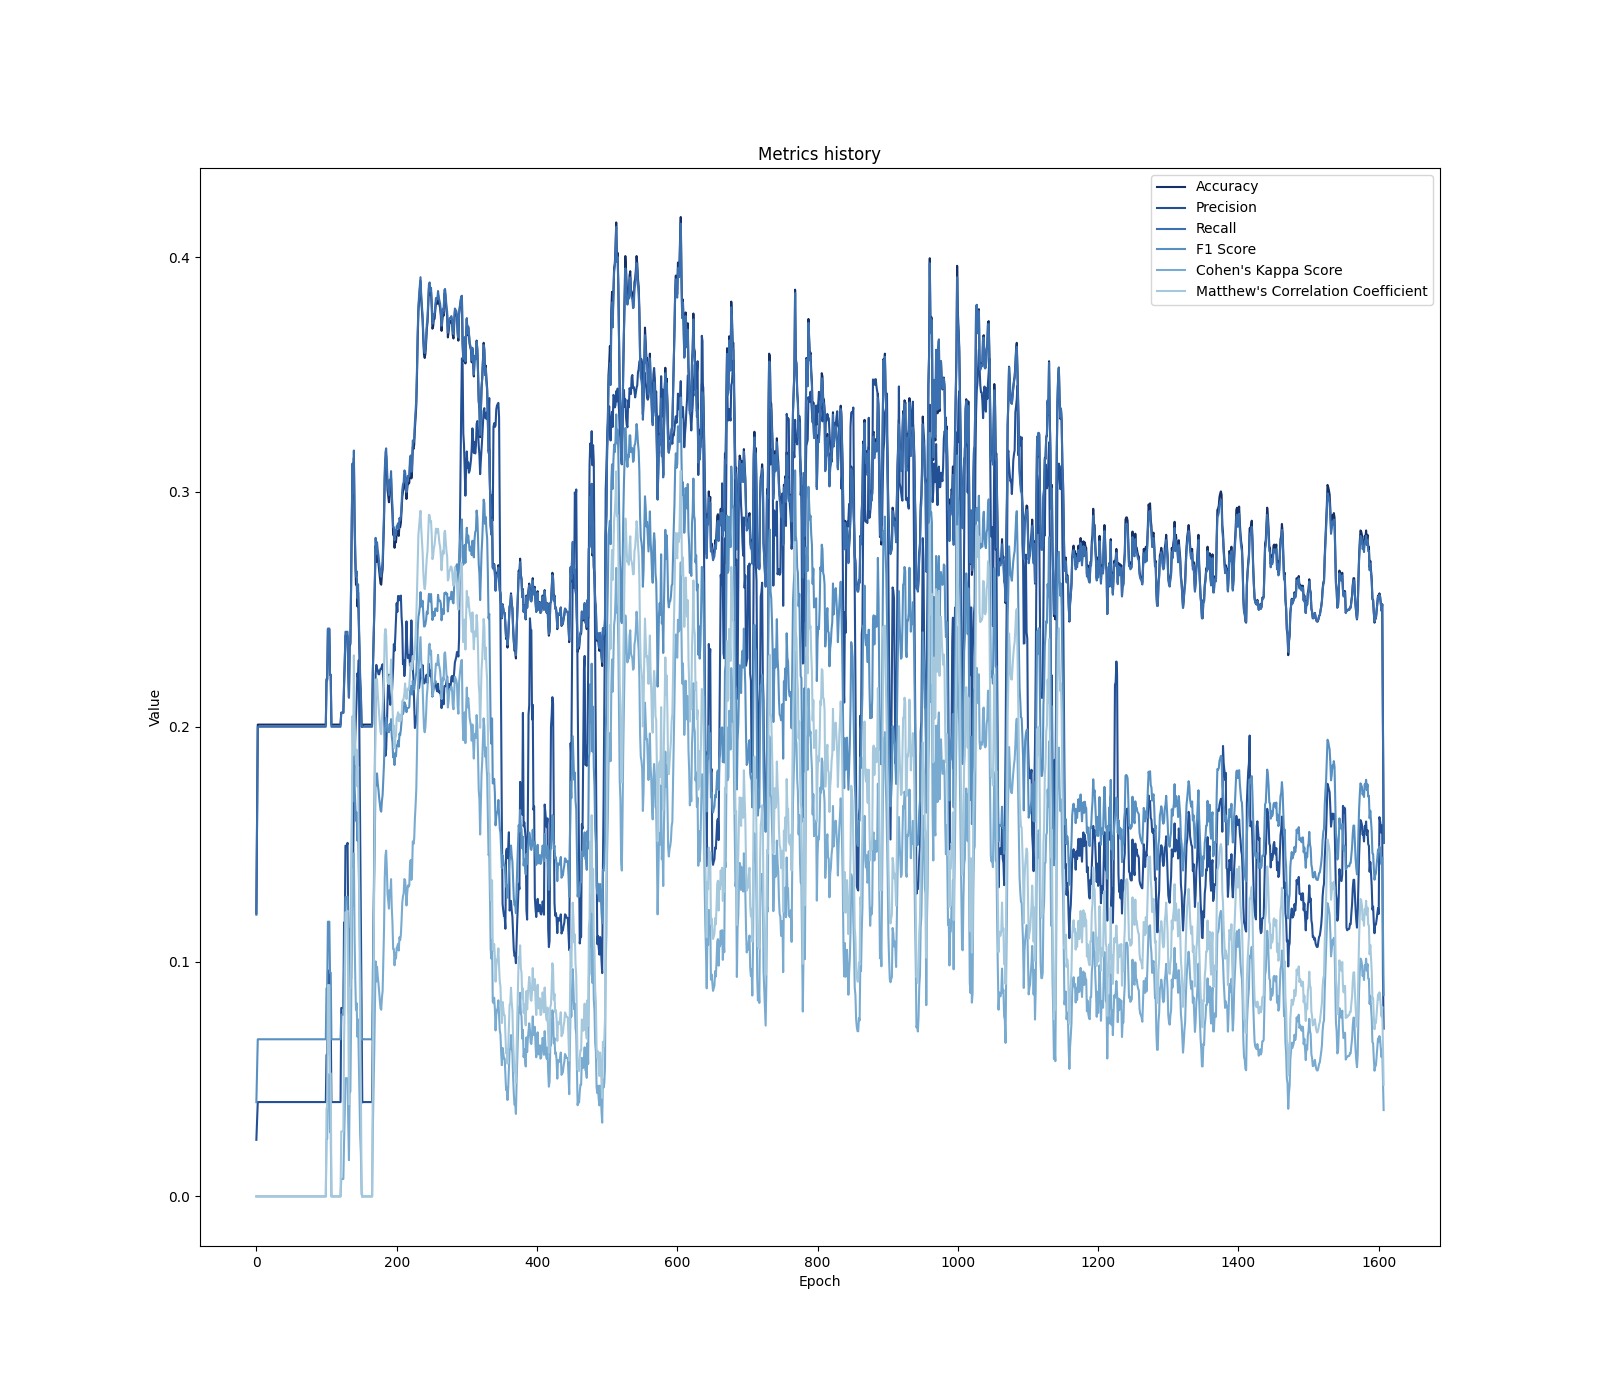 Metrics history
Accuracy
Precision
Recall
F1 Score
Cohen's Kappa Score
Matthew's Correlation Coefficient
0.4
0.3
0.2
0.1
0.0
Value
0 200 400 600 800 1000 1200 1400 1600
Epoch